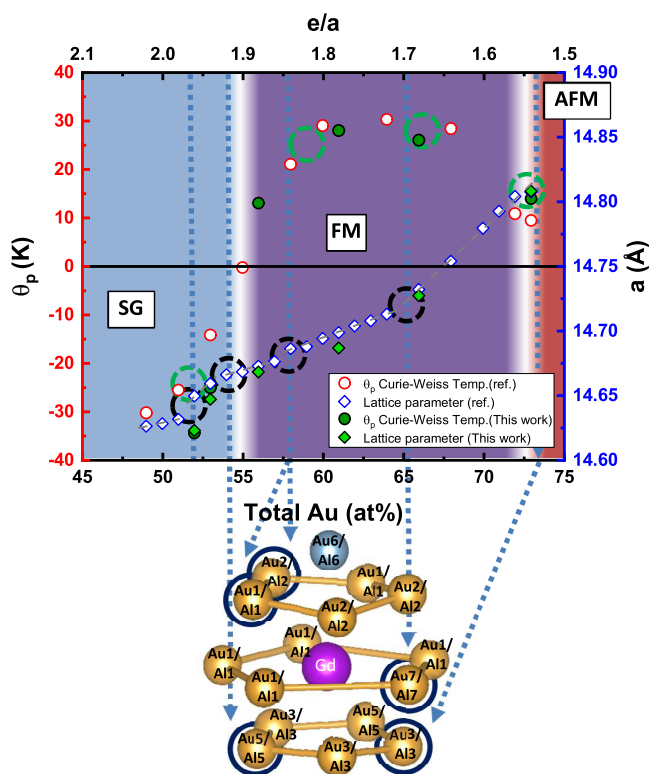 e/a
2.1 2.0 1.9 1.8 1.7 1.6 1.5
40 14.90
AFM
30 14.85
20 14.80
10
FM
0 14.75
θp (K) a (Å)
SG
-10 14.70
-20
θp Curie-Weiss Temp.(ref.)
Lattice parameter (ref.)
14.65
θp Curie-Weiss Temp.(This work)
-30
Lattice parameter (This work)
-40 14.60
45 50 55 60 65 70 75
Total Au (at%)
Au6/
Al6
Au2/
Al2
Au1/
Al1
Au1/
Al1
Au2/
Al2
Au2/
Al2
Au1/
Al1
Au1/
Al1
Gd
Au1/
Al1
Au1/
Al1
Au7/
Al7
Au3/
Al3
Au5/
Al5
Au5/
Al5
Au3/
Al3
Au3/
Al3